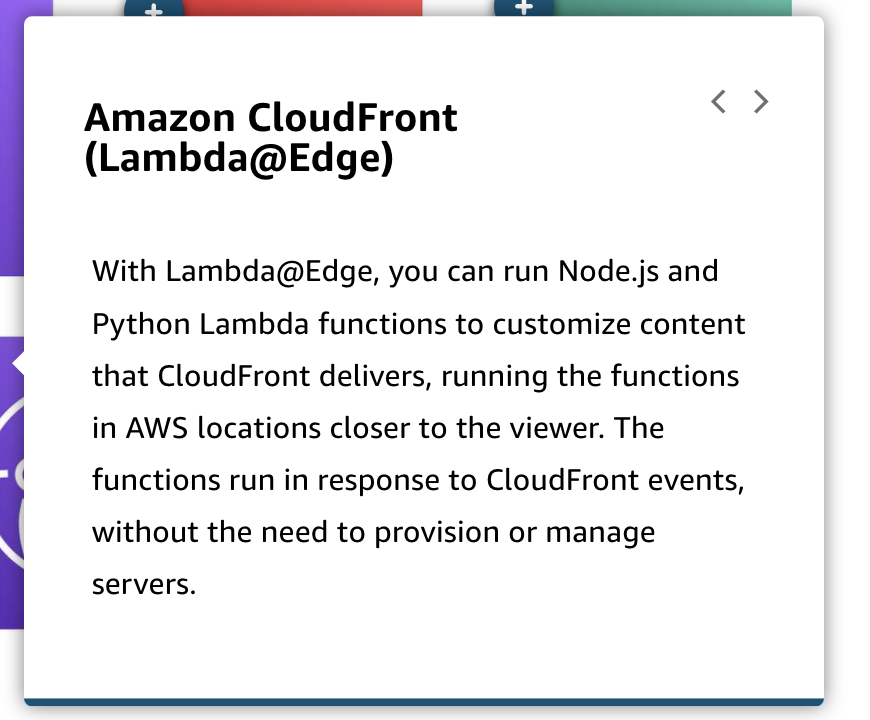 Amazon CloudFront
(Lambda@Edge)
With Lambda@Edge, you can run Node.js and
Python Lambda functions to customize content
that CloudFront delivers, running the functions
in AWS locations closer to the viewer. The
functions run in response to CloudFront events,
without the need to provision or manage
servers.